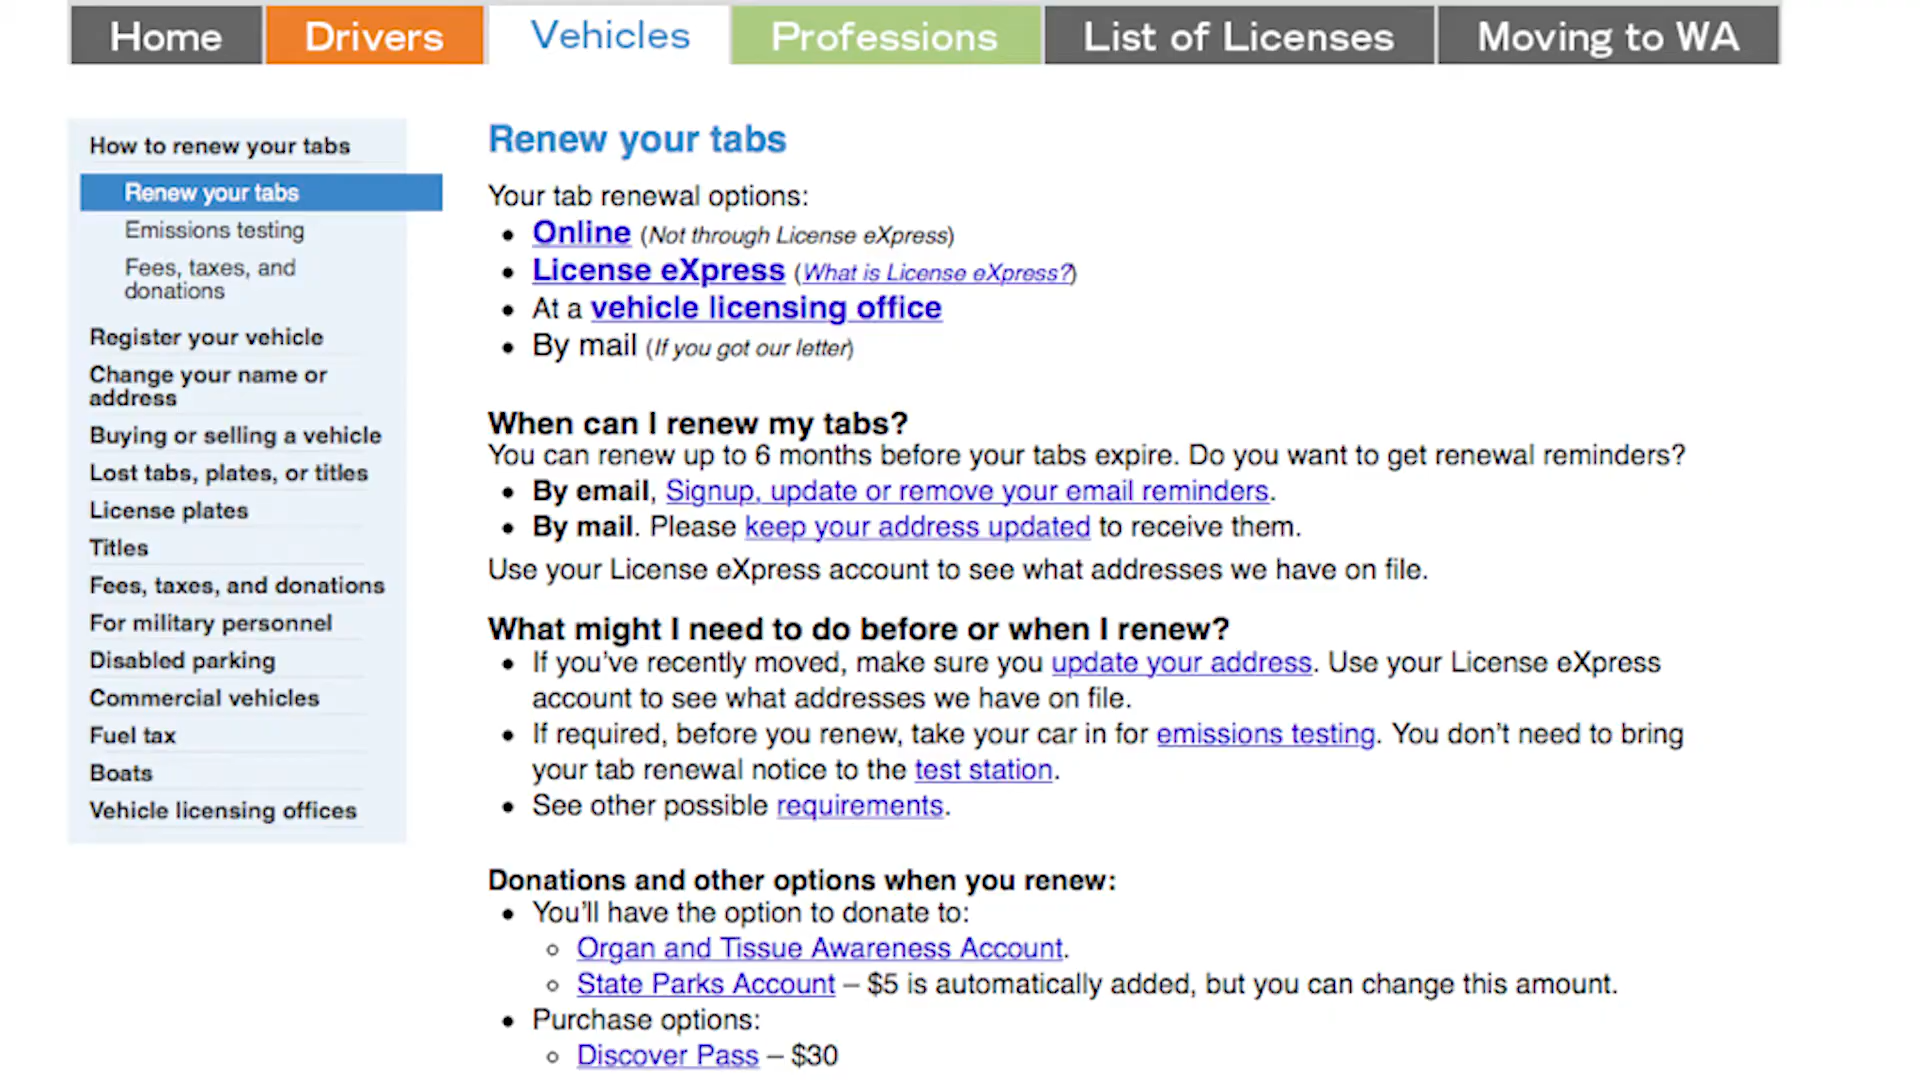 Home Drivers Vehicles Professions List of Licenses Moving to WA
How to renew your tabs
Renew your tabs
Emissions testing
Fees, taxes, and
donations
Register your vehicle
Change your name or
address
Buying or selling a vehicle
Lost tabs, plates, or titles
License plates
Titles
Fees, taxes, and donations
For military personnel
Disabled parking
Commercial vehicles
Fuel tax
Boats
Vehicle licensing offices
Renew your tabs
Your tab renewal options:
• Online (Not through License eXpress)
• License eXpress (What is License eXpress?)
• At a vehicle licensing office
• By mail (If you got our letter)
When can I renew my tabs?
You can renew up to 6 months before your tabs expire. Do you want to get renewal reminders?
• By email, Signup, update or remove your email reminders.
• By mail. Please keep your address updated to receive them.
Use your License eXpress account to see what addresses we have on file.
What might I need to do before or when I renew?
• If you've recently moved, make sure you update your address. Use your License eXpress
account to see what addresses we have on file.
• If required, before you renew, take your car in for emissions testing. You don't need to bring
your tab renewal notice to the test station.
• See other possible requirements.
Donations and other options when you renew:
• You'll have the option to donate to:
◦ Organ and Tissue Awareness Account.
◦ State Parks Account – $5 is automatically added, but you can change this amount.
• Purchase options:
◦ Discover Pass – $30